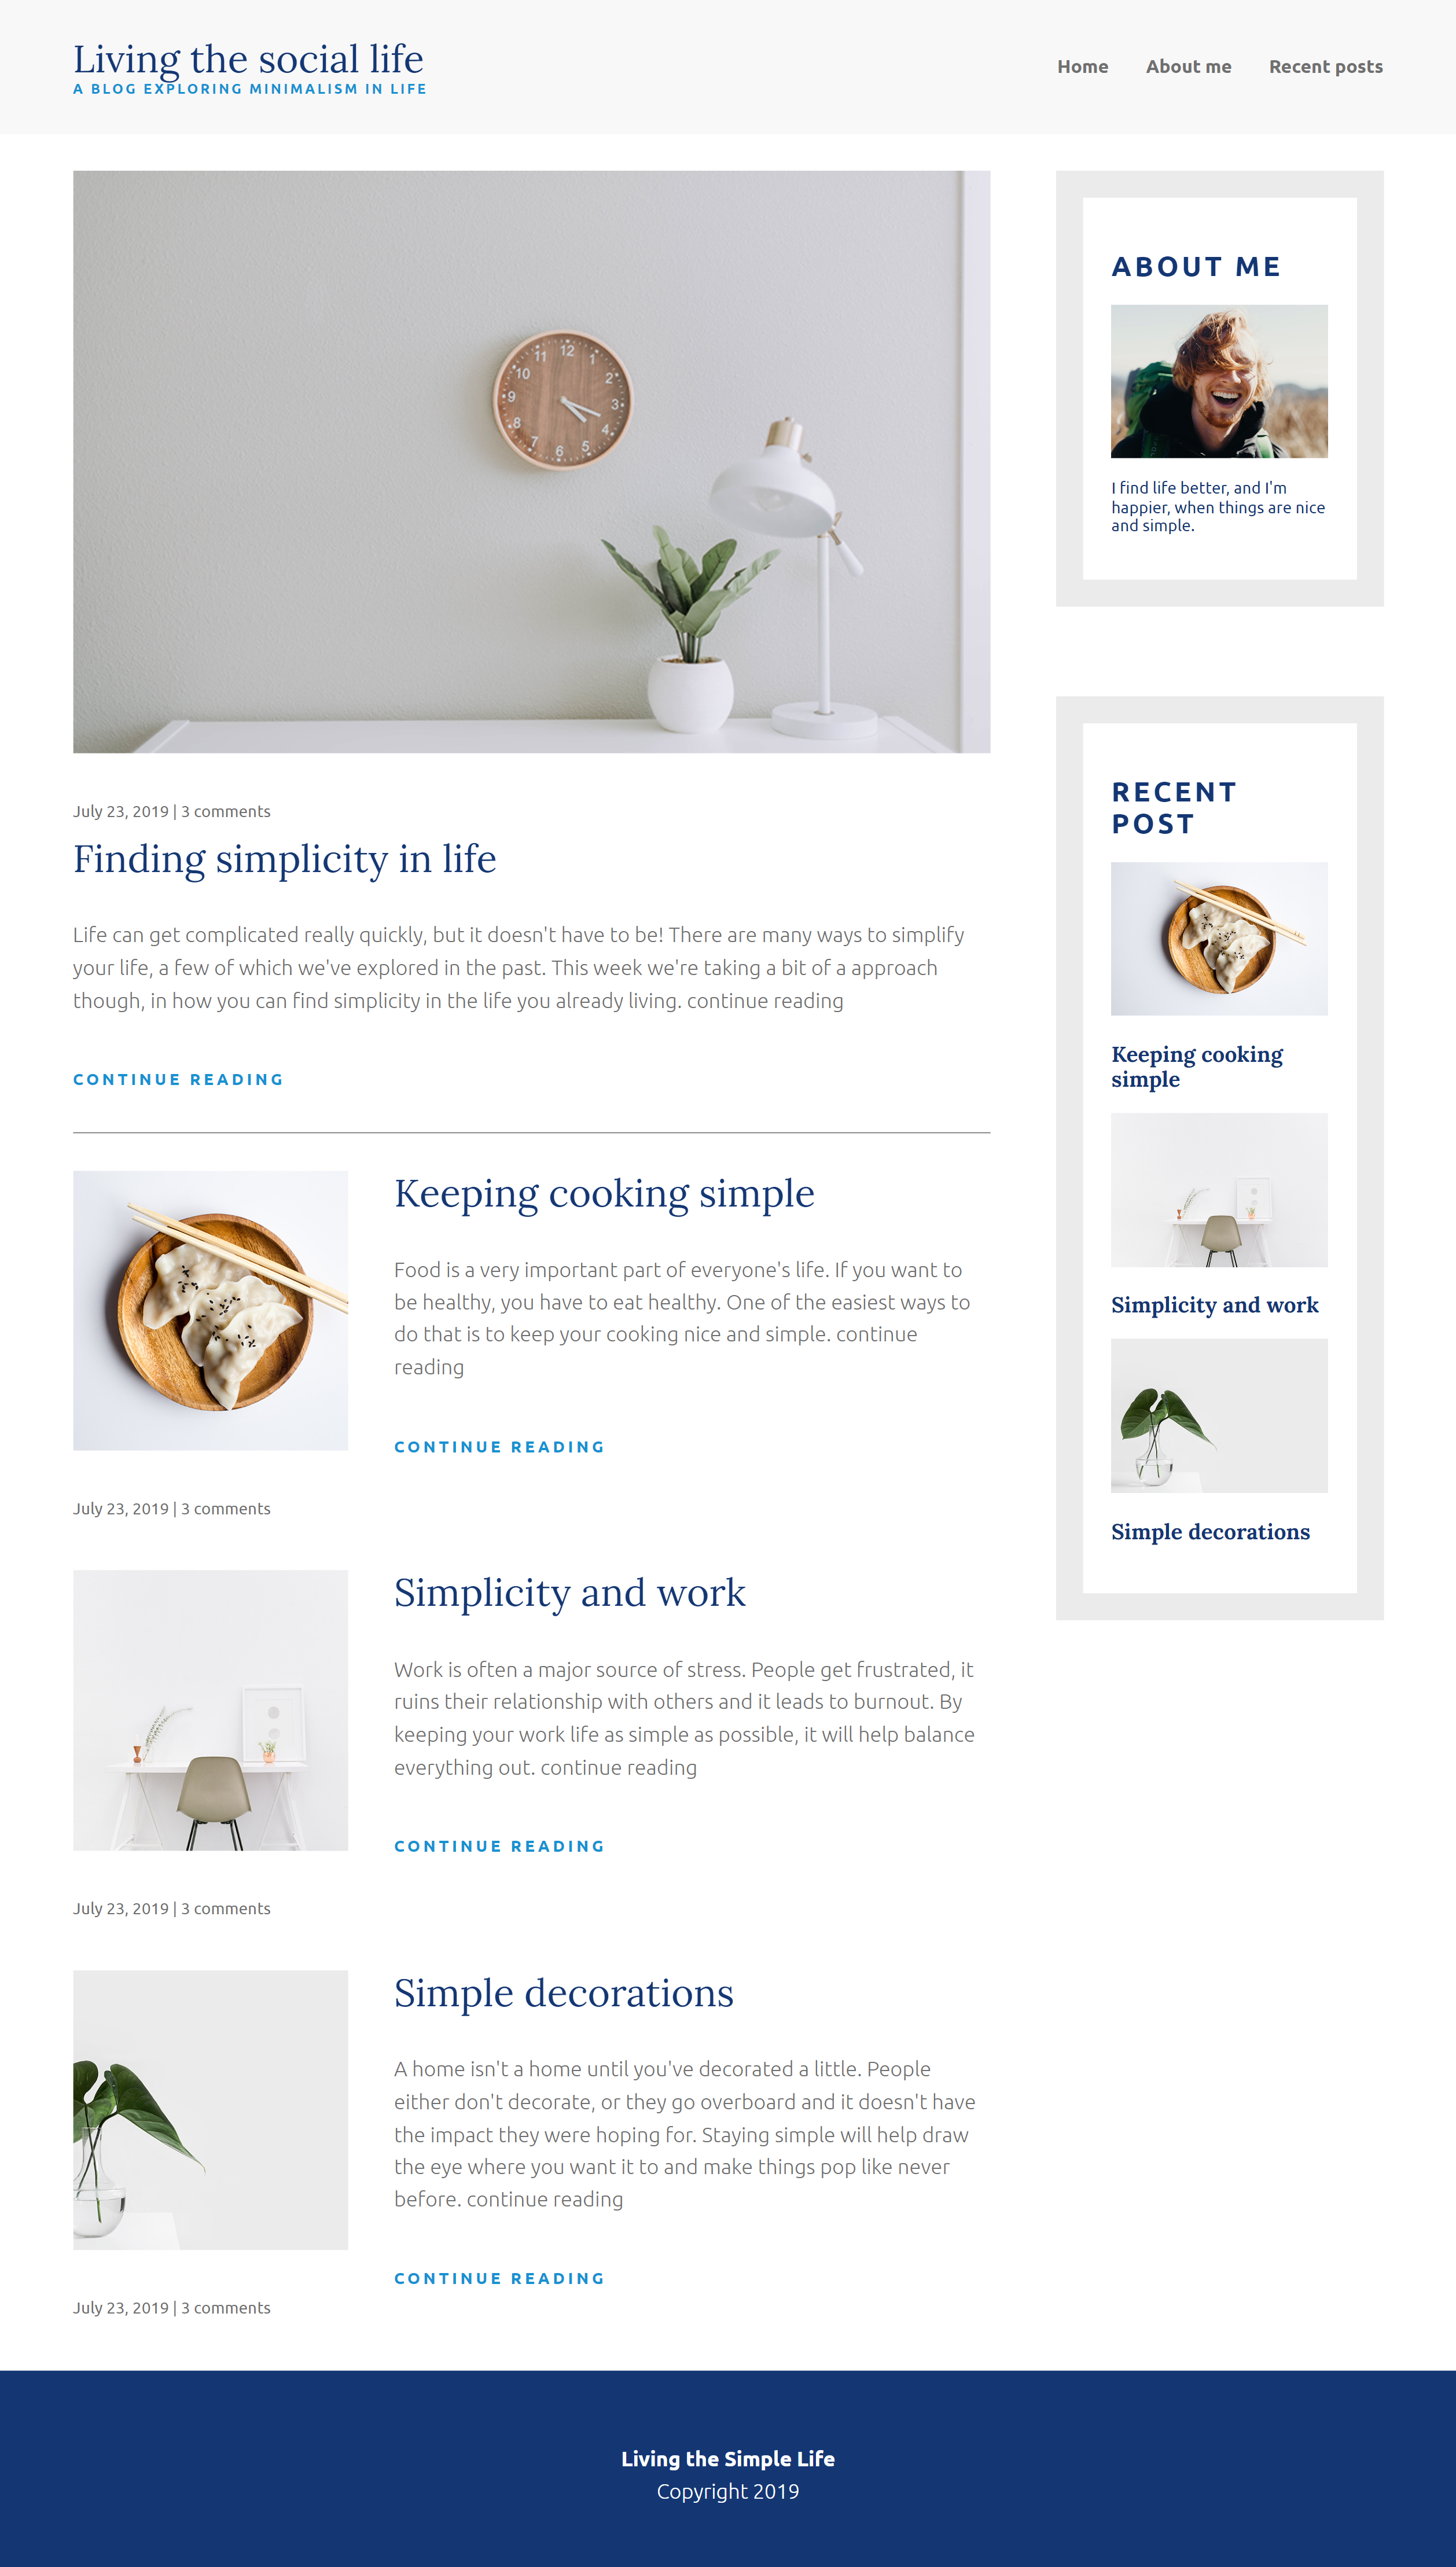 Living the social life
A BLOG EXPLORING MINIMALISM IN LIFE
Home
About me
Recent posts
12
1
2
3
4
5
6
7
8
9
10
11
July 23, 2019 | 3 comments
Finding simplicity in life
Life can get complicated really quickly, but it doesn't have to be! There are many ways to simplify
your life, a few of which we've explored in the past. This week we're taking a bit of a approach
though, in how you can find simplicity in the life you already living. continue reading
CONTINUE READING
Keeping cooking simple
Food is a very important part of everyone's life. If you want to
be healthy, you have to eat healthy. One of the easiest ways to
do that is to keep your cooking nice and simple. continue
reading
CONTINUE READING
July 23, 2019 | 3 comments
Simplicity and work
Work is often a major source of stress. People get frustrated, it
ruins their relationship with others and it leads to burnout. By
keeping your work life as simple as possible, it will help balance
everything out. continue reading
CONTINUE READING
July 23, 2019 | 3 comments
Simple decorations
A home isn't a home until you've decorated a little. People
either don't decorate, or they go overboard and it doesn't have
the impact they were hoping for. Staying simple will help draw
the eye where you want it to and make things pop like never
before. continue reading
CONTINUE READING
July 23, 2019 | 3 comments
ABOUT ME
I find life better, and I'm
happier, when things are nice
and simple.
RECENT
POST
Keeping cooking
simple
Simplicity and work
Simple decorations
Living the Simple Life
Copyright 2019